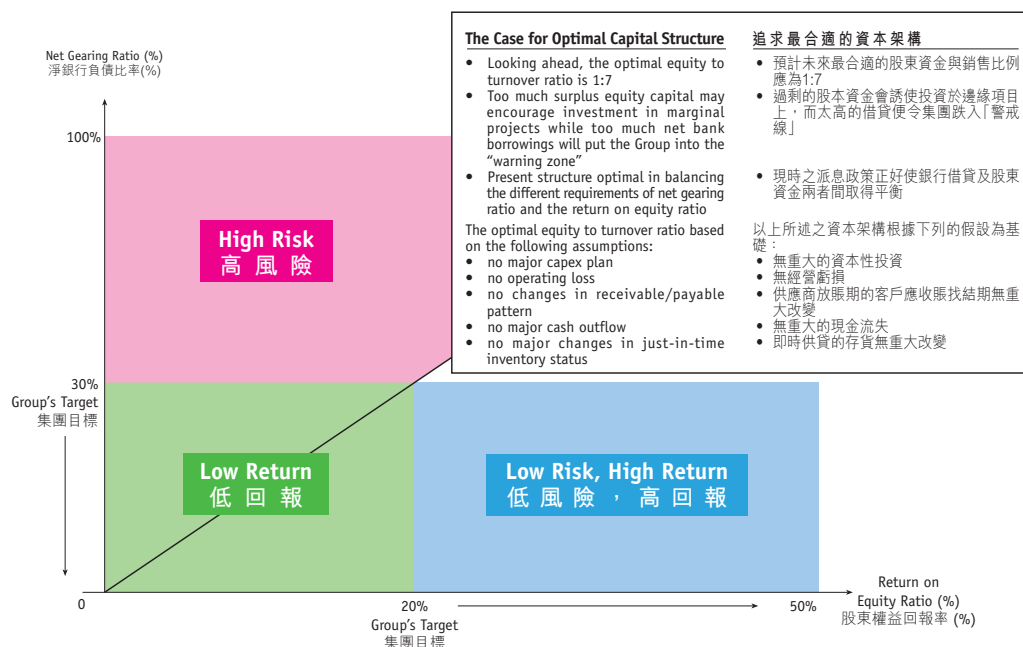 Net Gearing Ratio (%)
淨銀行負債比率(%)
100%
High Risk
高風險
30%
Group's Target
集團目標
Low Return
低回報
Low Risk, High Return
低風險，高回報
0
20%
Group's Target
集團目標
50%
Return on
Equity Ratio (%)
股東權益回報率 (%)
The Case for Optimal Capital Structure
• Looking ahead, the optimal equity to
turnover ratio is 1:7
• Too much surplus equity capital may
encourage investment in marginal
projects while too much net bank
borrowings will put the Group into the
“warning zone”
• Present structure optimal in balancing
the different requirements of net gearing
ratio and the return on equity ratio
The optimal equity to turnover ratio based
on the following assumptions:
• no major capex plan
• no operating loss
• no changes in receivable/payable
pattern
• no major cash outflow
• no major changes in just-in-time
inventory status
追求最合適的資本架構
• 預計未來最合適的股東資金與銷售比例
應為1:7
• 過剩的股本資金會誘使投資於邊緣項目
上，而太高的借貸便令集團跌入「警戒
線」
• 現時之派息政策正好使銀行借貸及股東
資金兩者間取得平衡
以上所述之資本架構根據下列的假設為基
礎：
• 無重大的資本性投資
• 無經營虧損
• 供應商放賬期的客戶應收賬找結期無重
大改變
• 無重大的現金流失
• 即時供貨的存貨無重大改變